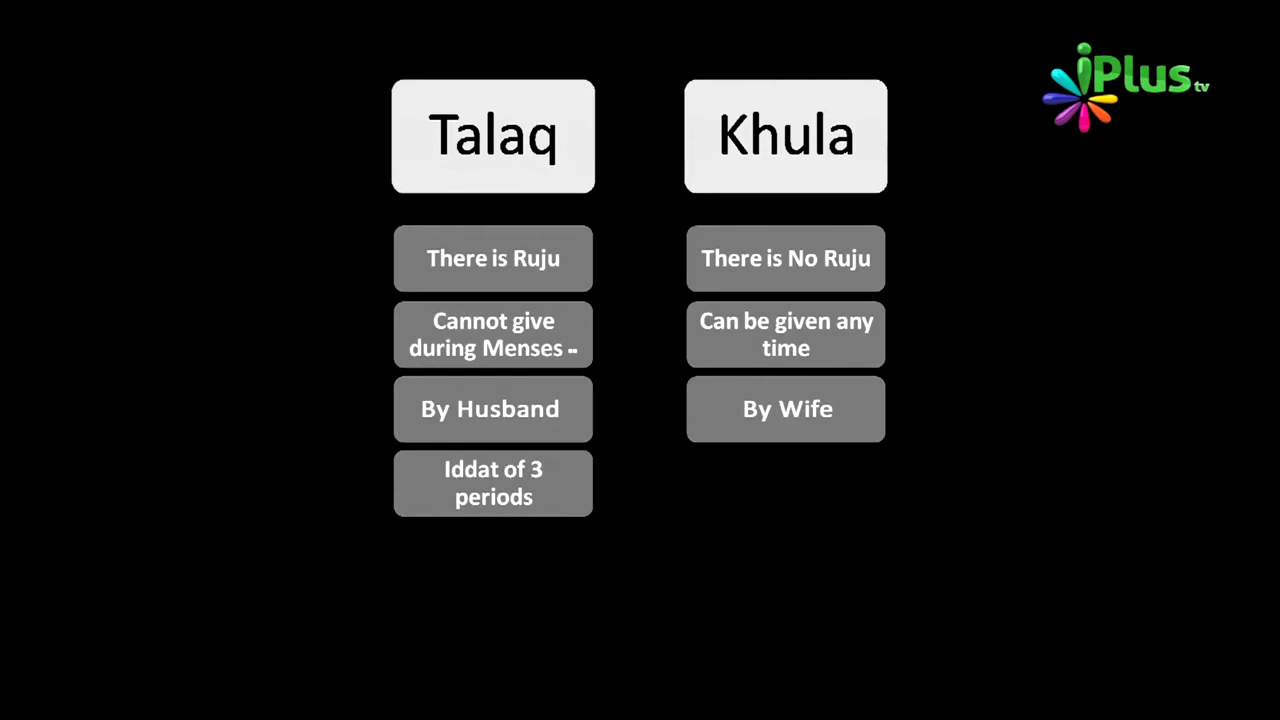 iPlus tv
Talaq
Khula
There is Ruju
There is No Ruju
Cannot give
during Menses --
Can be given any
time
By Husband
By Wife
Iddat of 3
periods